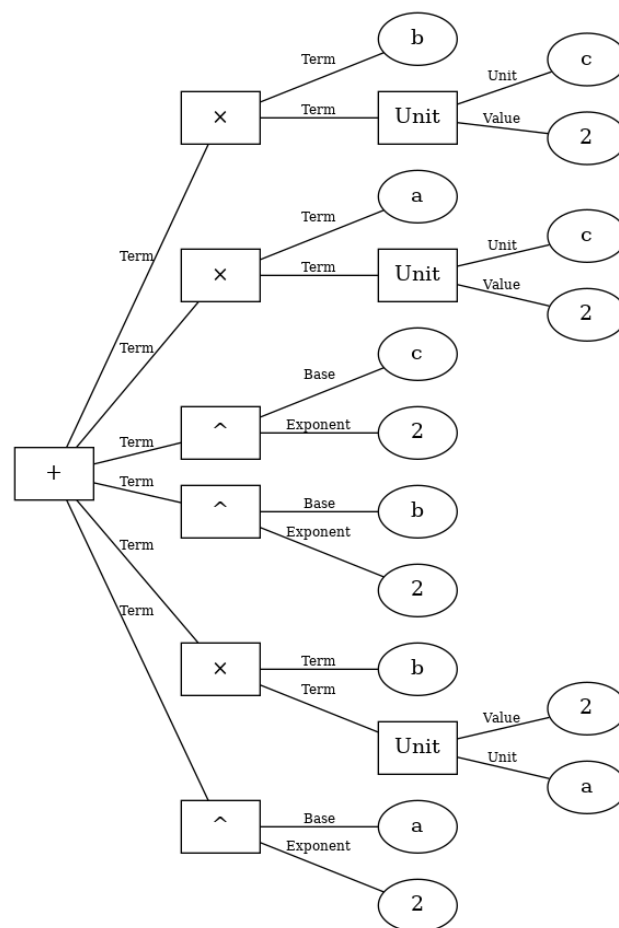 b
Term
c
Unit
×
Term
Unit
Value
2
a
Term
c
Term
Unit
×
Term
Unit
Value
2
Term
c
Base
^
Exponent
2
Term
+
Term
^
Base
b
Exponent
Term
2
Term
×
Term
b
Term
2
Value
Unit
Unit
a
^
Base
a
Exponent
2